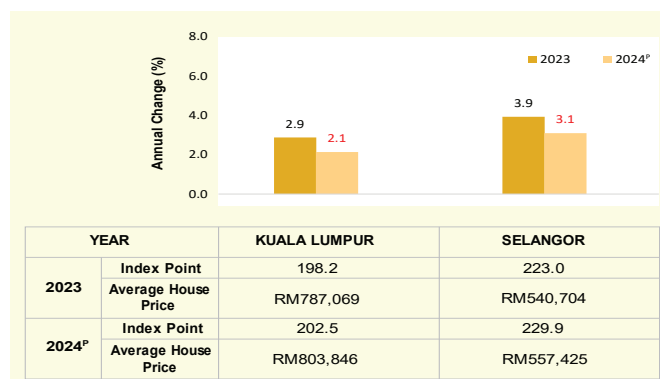 8.0
6.0
4.0
2.0
0.0
Annual Change (%)
2023
2024ᴾ
2.9
2.1
3.9
3.1
YEAR KUALA LUMPUR SELANGOR
2023 Index Point 198.2 223.0
Average House Price RM787,069 RM540,704
2024ᴾ Index Point 202.5 229.9
Average House Price RM803,846 RM557,425